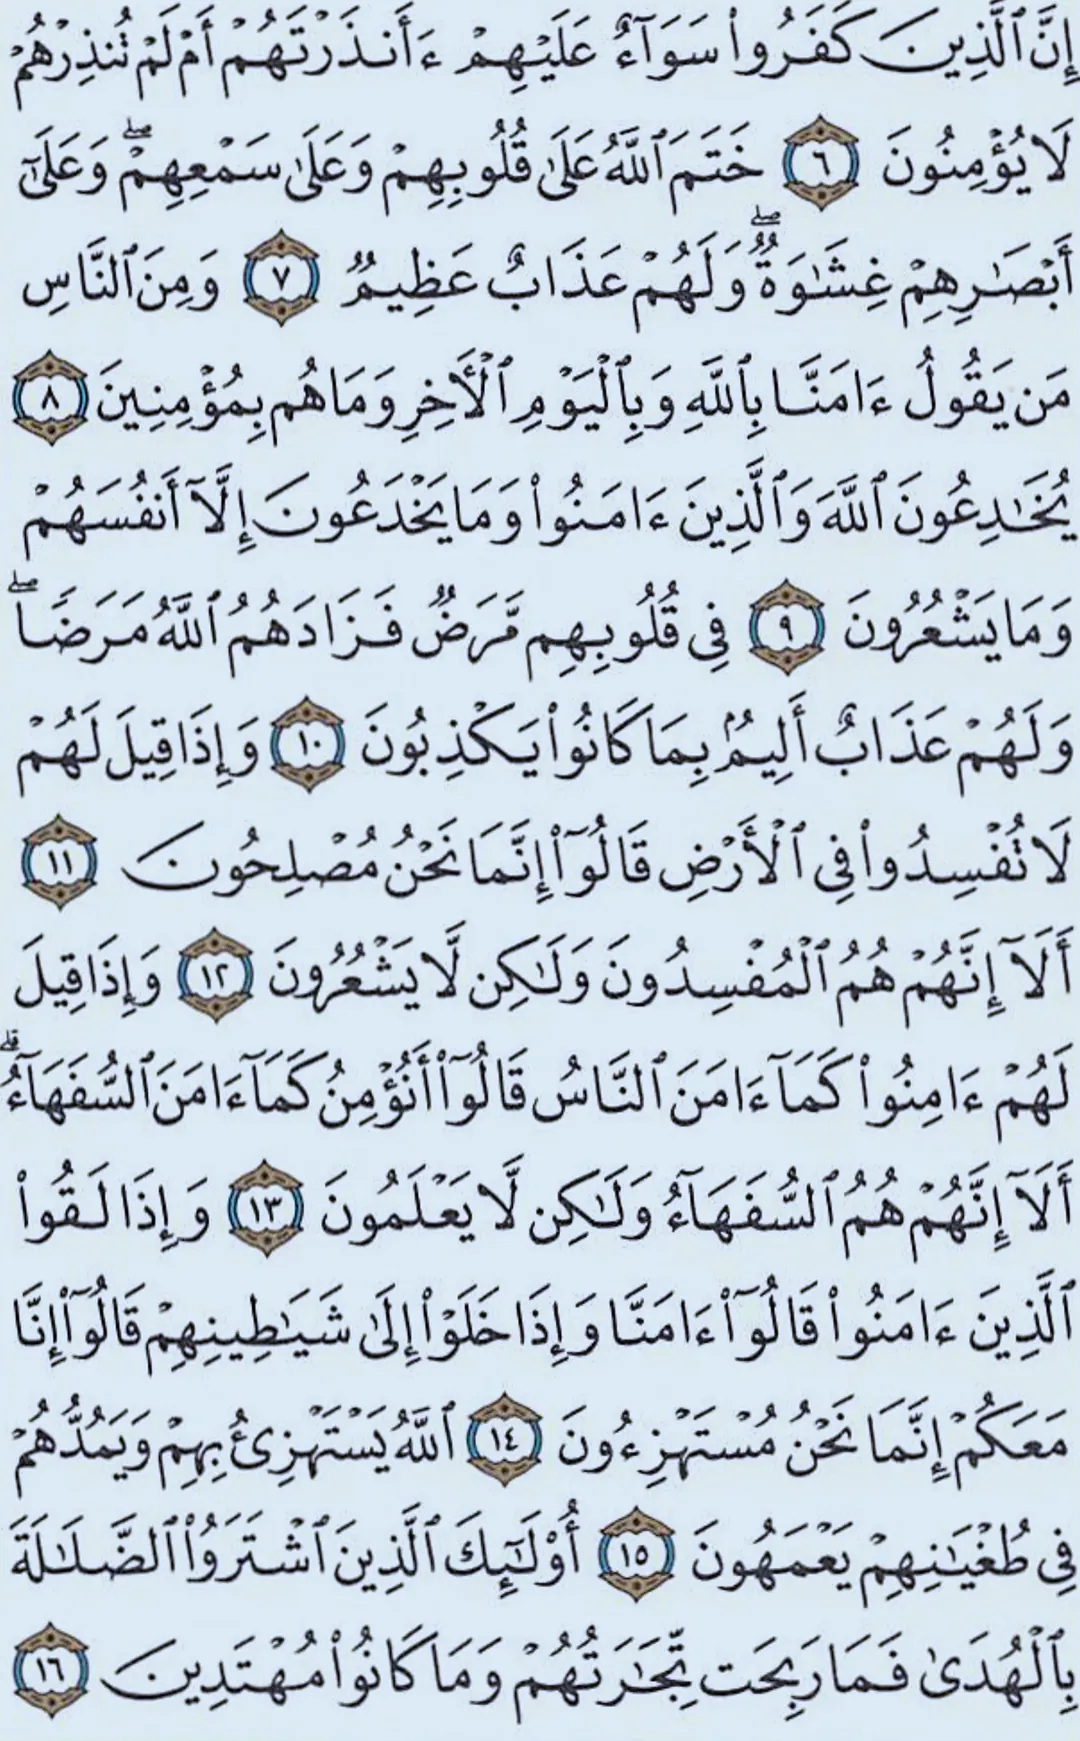 إِنَّ ٱلَّذِينَ كَفَرُوا۟ سَوَآءٌ عَلَيْهِمْ ءَأَنذَرْتَهُمْ أَمْ لَمْ تُنذِرْهُمْ
لَا يُؤْمِنُونَ ٦ خَتَمَ ٱللَّهُ عَلَىٰ قُلُوبِهِمْ وَعَلَىٰ سَمْعِهِمْ ۖ وَعَلَىٰٓ
أَبْصَـٰرِهِمْ غِشَـٰوَةٌ ۖ وَلَهُمْ عَذَابٌ عَظِيمٌ ٧ وَمِنَ ٱلنَّاسِ
مَن يَقُولُ ءَامَنَّا بِٱللَّهِ وَبِٱلْيَوْمِ ٱلْـَٔاخِرِ وَمَا هُم بِمُؤْمِنِينَ ٨
يُخَـٰدِعُونَ ٱللَّهَ وَٱلَّذِينَ ءَامَنُوا۟ وَمَا يَخْدَعُونَ إِلَّآ أَنفُسَهُمْ
وَمَا يَشْعُرُونَ ٩ فِى قُلُوبِهِم مَّرَضٌ فَزَادَهُمُ ٱللَّهُ مَرَضًا ۖ
وَلَهُمْ عَذَابٌ أَلِيمٌۢ بِمَا كَانُوا۟ يَكْذِبُونَ ١٠ وَإِذَا قِيلَ لَهُمْ
لَا تُفْسِدُوا۟ فِى ٱلْأَرْضِ قَالُوٓا۟ إِنَّمَا نَحْنُ مُصْلِحُونَ ١١
أَلَآ إِنَّهُمْ هُمُ ٱلْمُفْسِدُونَ وَلَـٰكِن لَّا يَشْعُرُونَ ١٢ وَإِذَا قِيلَ
لَهُمْ ءَامِنُوا۟ كَمَآ ءَامَنَ ٱلنَّاسُ قَالُوٓا۟ أَنُؤْمِنُ كَمَآ ءَامَنَ ٱلسُّفَهَآءُ ۗ
أَلَآ إِنَّهُمْ هُمُ ٱلسُّفَهَآءُ وَلَـٰكِن لَّا يَعْلَمُونَ ١٣ وَإِذَا لَقُوا۟
ٱلَّذِينَ ءَامَنُوا۟ قَالُوٓا۟ ءَامَنَّا وَإِذَا خَلَوْا۟ إِلَىٰ شَيَـٰطِينِهِمْ قَالُوٓا۟ إِنَّا
مَعَكُمْ إِنَّمَا نَحْنُ مُسْتَهْزِءُونَ ١٤ ٱللَّهُ يَسْتَهْزِئُ بِهِمْ وَيَمُدُّهُمْ
فِى طُغْيَـٰنِهِمْ يَعْمَهُونَ ١٥ أُو۟لَـٰٓئِكَ ٱلَّذِينَ ٱشْتَرَوُا۟ ٱلضَّلَـٰلَةَ
بِٱلْهُدَىٰ فَمَا رَبِحَت تِّجَـٰرَتُهُمْ وَمَا كَانُوا۟ مُهْتَدِينَ ١٦